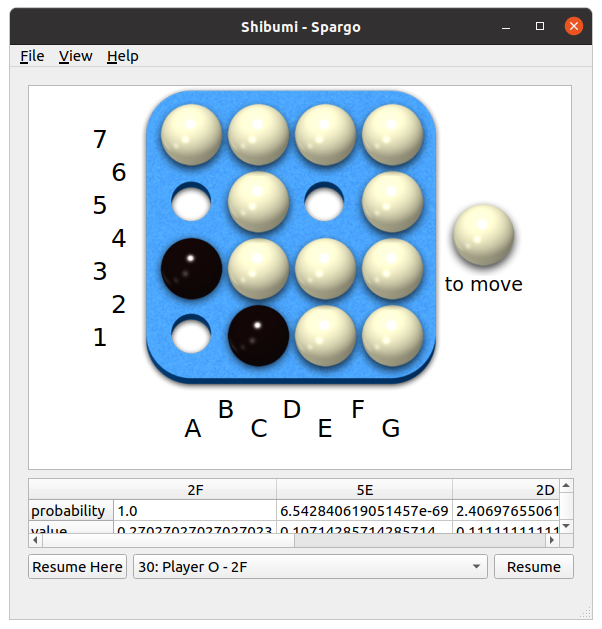 Shibumi - Spargo
File View Help
7
6
5
4
3
2
1
to move
B D F
A C E G
2F 5E 2D
probability 1.0 6.542840619051457e-69 2.40697655061
value 0.27027027027027023 0.10714285714285714 0.11111111111
Resume Here 30: Player O - 2F Resume